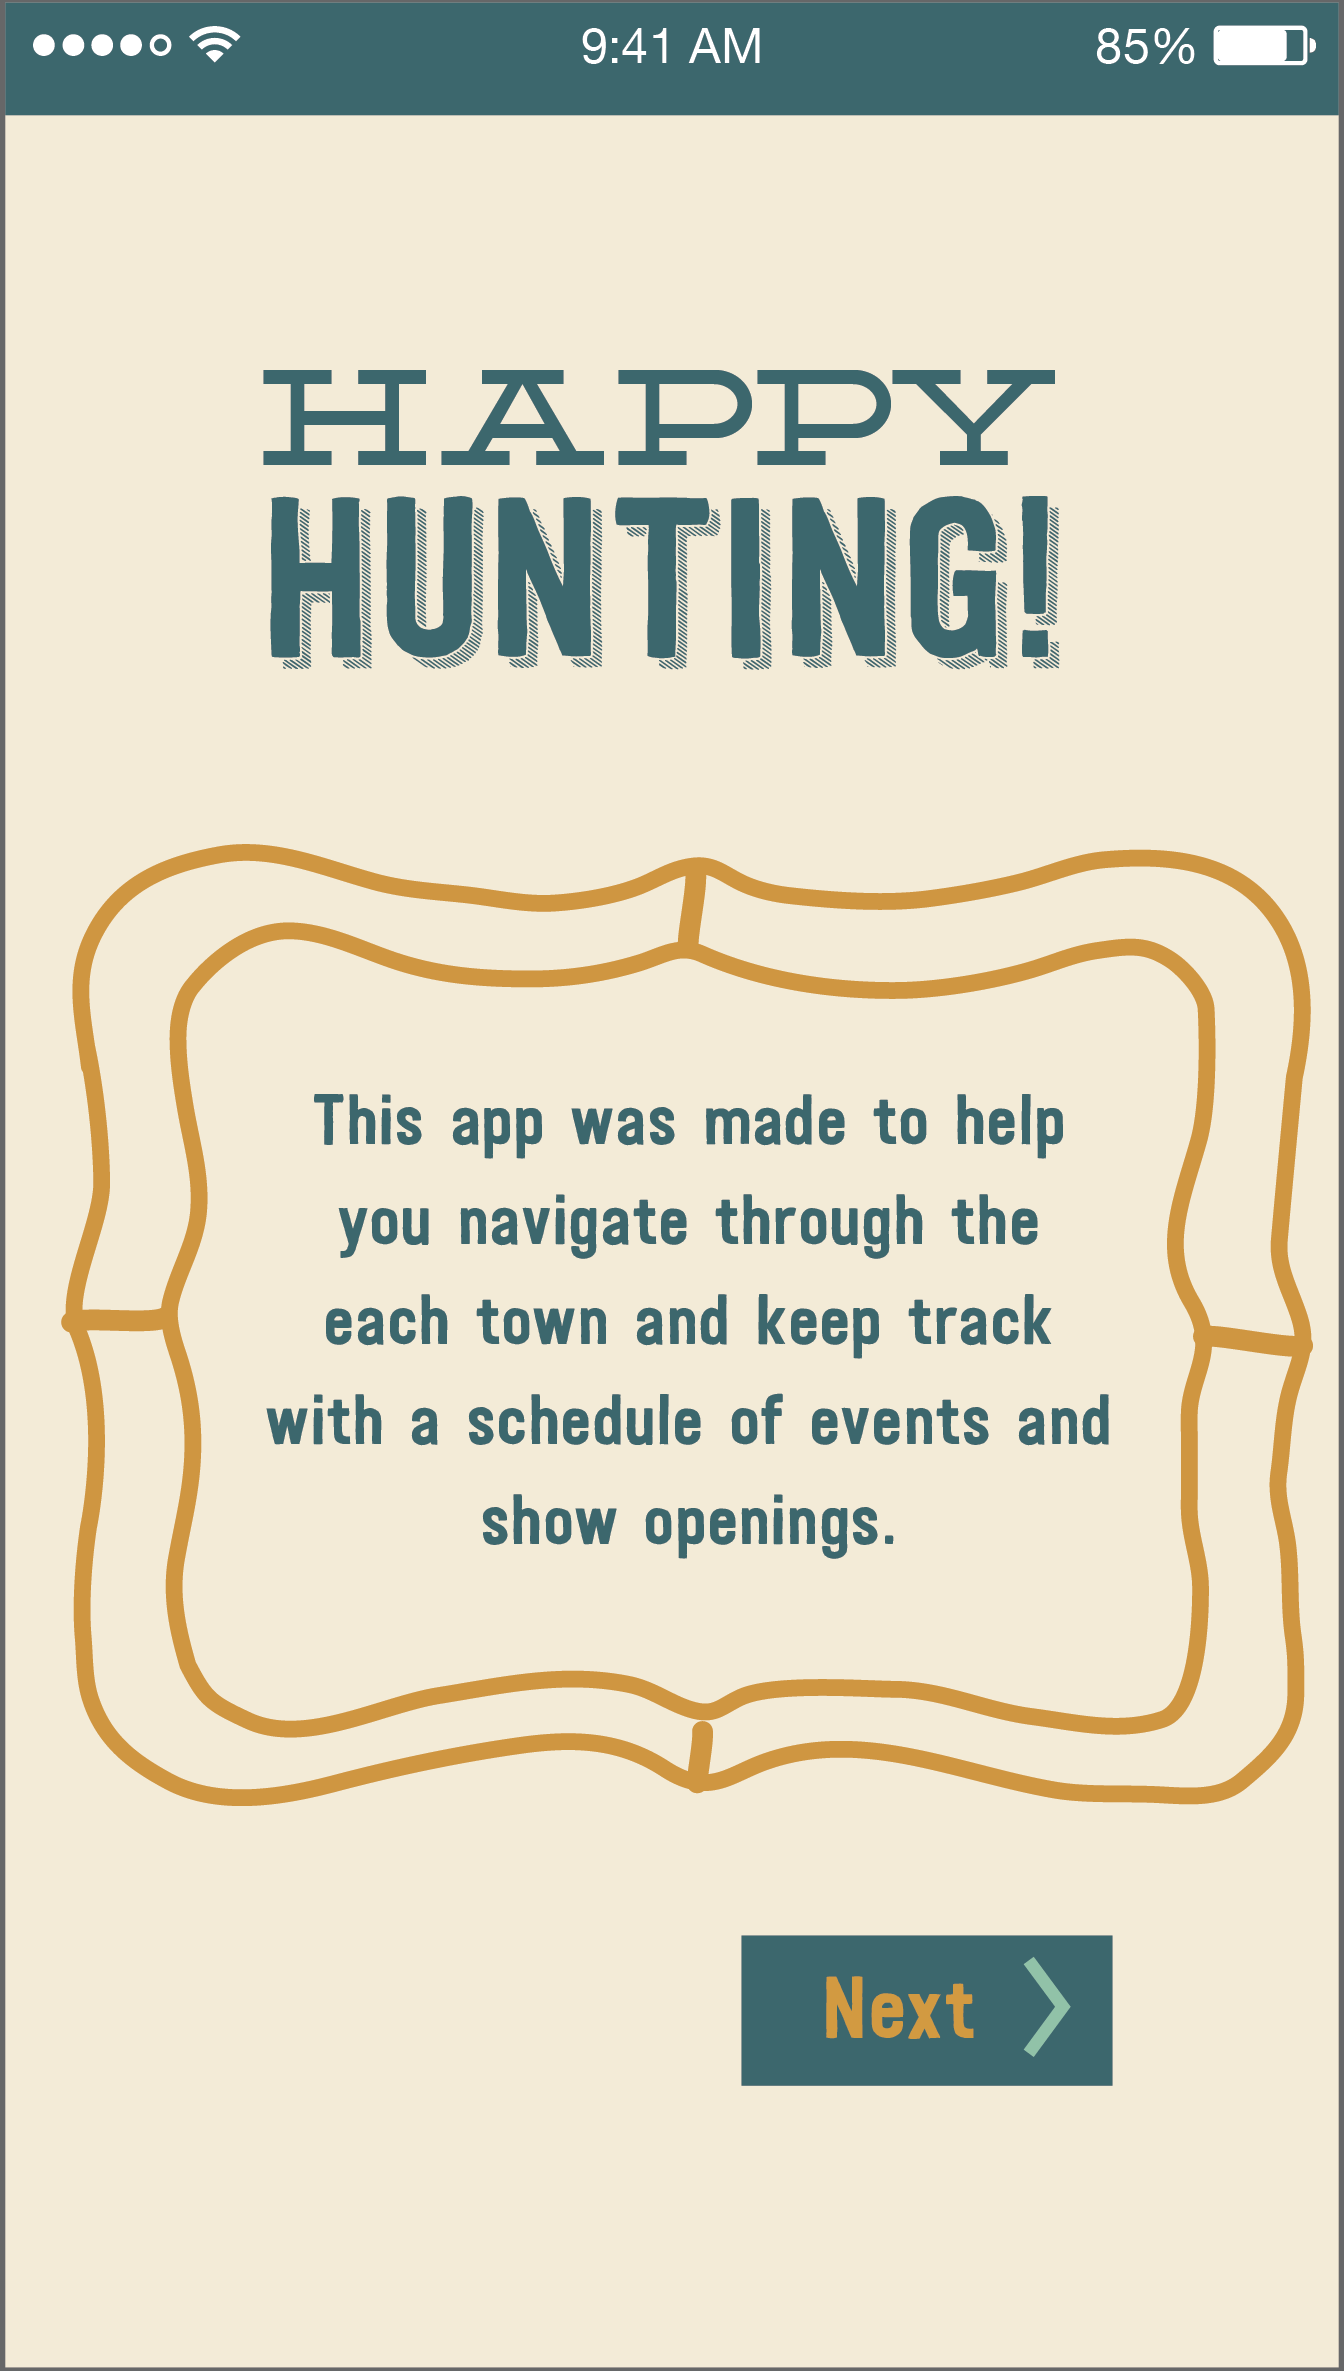 9:41 AM
85%
HAPPY
HUNTING!
This app was made to help
you navigate through the
each town and keep track
with a schedule of events and
show openings.
Next